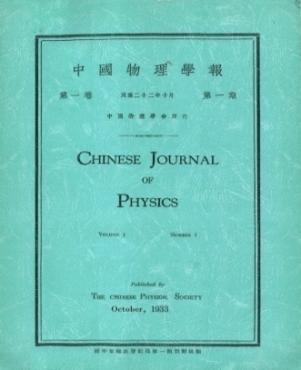 中國物理學報
第一卷 民國二十二年十月 第一期
中國物理學會印行
CHINESE JOURNAL
OF
PHYSICS
VOLUME 1 NUMBER 1
Published by
THE CHINESE PHYSICS. SOCIETY
October, 1933